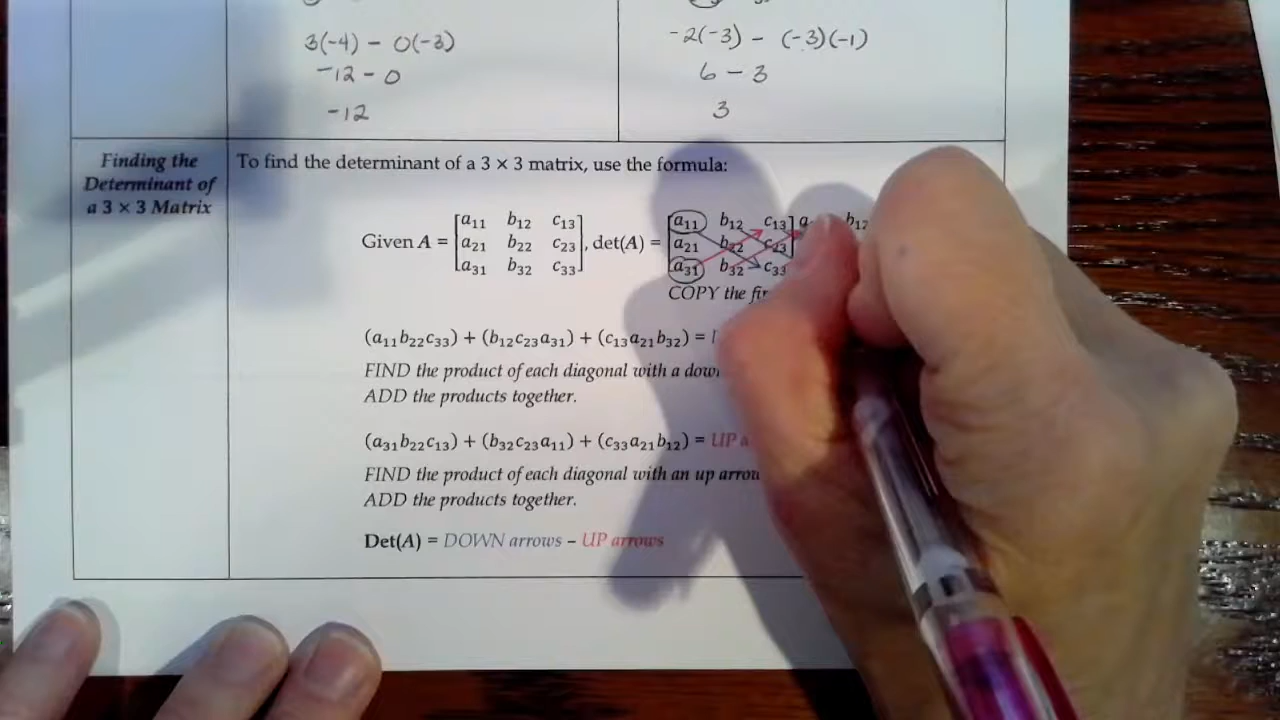 3(-4) - 0(-3)
-12 - 0
-12
-2(-3) - (-3)(-1)
6 - 3
3
Finding the
Determinant of
a 3 × 3 Matrix
To find the determinant of a 3 × 3 matrix, use the formula:
Given A = [a₁₁ b₁₂ c₁₃
a₂₁ b₂₂ c₂₃
a₃₁ b₃₂ c₃₃], det(A) = [a₁₁ b₁₂ c₁₃] b₁₂
a₂₁ b₂₂ c₂₃
a₃₁ b₃₂ c₃₃
COPY the
(a₁₁b₂₂c₃₃) + (b₁₂c₂₃a₃₁) + (c₁₃a₂₁b₃₂) =
FIND the product of each diagonal with a
ADD the products together.
(a₃₁b₂₂c₁₃) + (b₃₂c₂₃a₁₁) + (c₃₃a₂₁b₁₂) = UP
FIND the product of each diagonal with an up
ADD the products together.
Det(A) = DOWN arrows – UP arrows